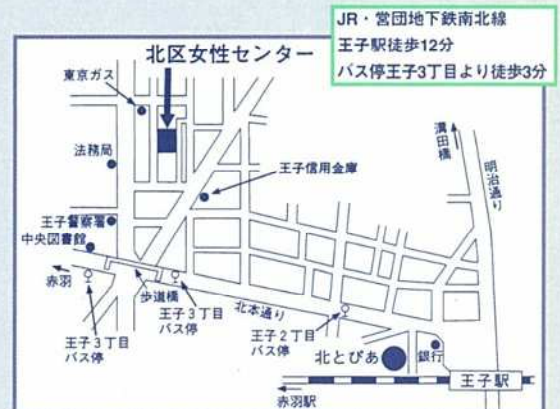 JR・営団地下鉄南北線
王子駅徒歩12分
バス停王子3丁目より徒歩3分
北区女性センター
東京ガス
溝田橋
明治通り
法務局
王子信用金庫
王子警察署
中央図書館
赤羽
歩道橋
王子3丁目
バス停
王子3丁目
バス停
北本通り
王子2丁目
バス停
北とぴあ
銀行
王子駅
赤羽駅